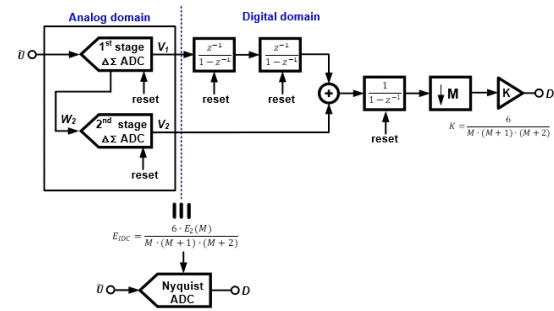 Analog domain
Digital domain
Ũ
1st stage
ΔΣ ADC
V1
z^-1
1 - z^-1
z^-1
1 - z^-1
reset
reset
reset
W2
2nd stage
ΔΣ ADC
V2
reset
+
1
1 - z^-1
reset
↓ M
K
D
K = 6 / M · (M + 1) · (M + 2)
E_IDC = 6 · E2(M) / M · (M + 1) · (M + 2)
Ũ
Nyquist
ADC
D